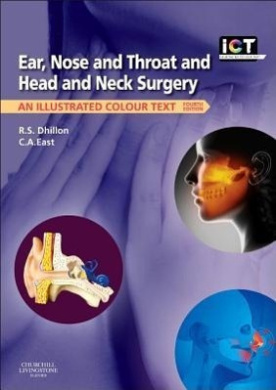 iCT
Ear, Nose and Throat and
Head and Neck Surgery
AN ILLUSTRATED COLOUR TEXT
FOURTH
EDITION
R.S. Dhillon
C.A.East
CHURCHILL
LIVINGSTONE
ELSEVIER